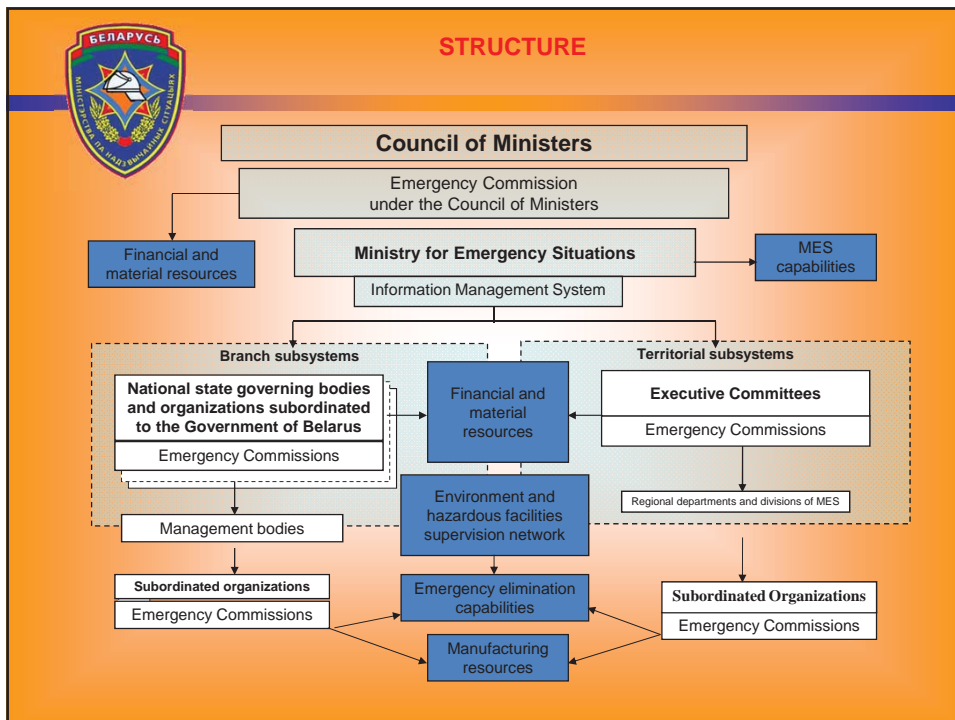 STRUCTURE
БЕЛАРУСЬ
МІНІСТЭРСТВА ПА НАДЗВЫЧАЙНЫХ СІТУАЦЫЯХ
Council of Ministers
Emergency Commission
under the Council of Ministers
Financial and
material resources
Ministry for Emergency Situations
MES
capabilities
Information Management System
Branch subsystems
Territorial subsystems
National state governing bodies
and organizations subordinated
to the Government of Belarus
Emergency Commissions
Financial and
material
resources
Executive Committees
Emergency Commissions
Environment and
hazardous facilities
supervision network
Regional departments and divisions of MES
Management bodies
Subordinated organizations
Emergency Commissions
Emergency elimination
capabilities
Subordinated Organizations
Emergency Commissions
Manufacturing
resources